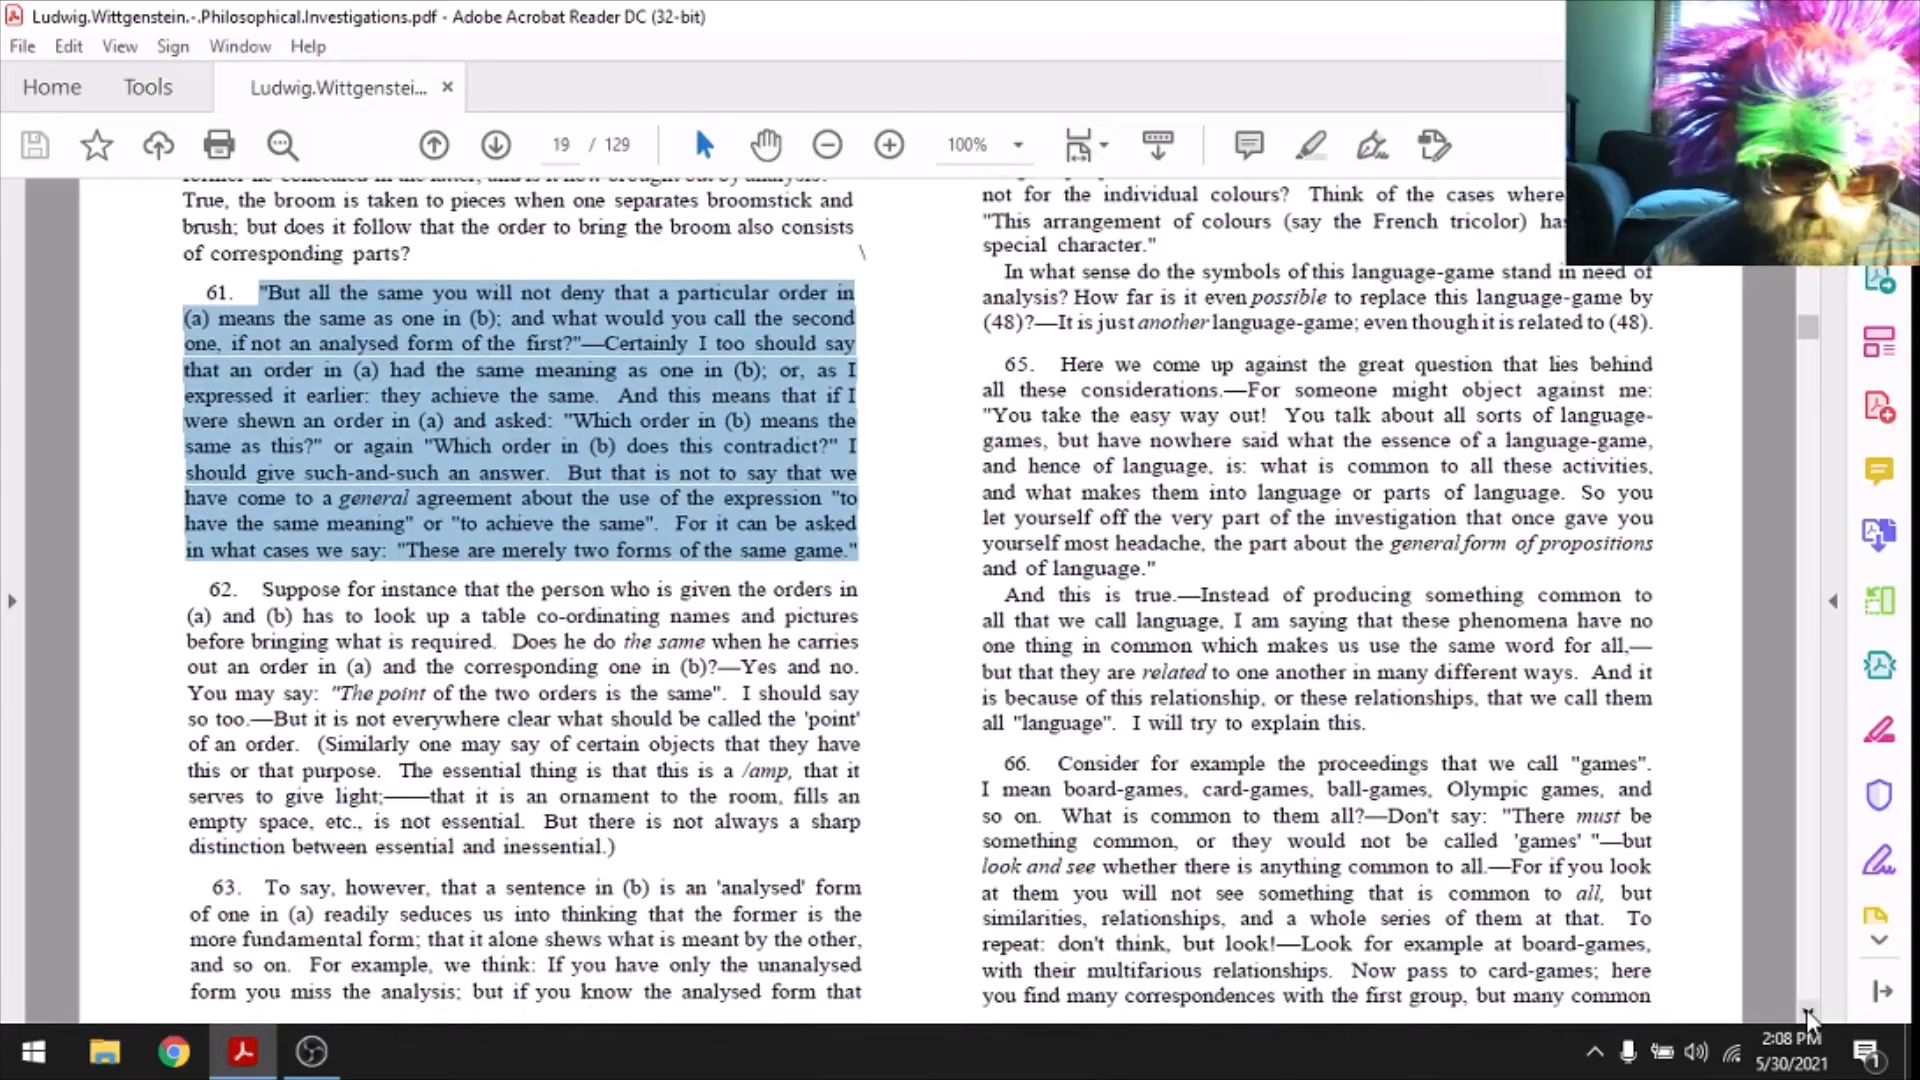 Ludwig.Wittgenstein.-.Philosophical.Investigations.pdf - Adobe Acrobat Reader DC (32-bit)
File Edit View Sign Window Help
Home Tools Ludwig.Wittgenstei... ×
19 / 129 100%
True, the broom is taken to pieces when one separates broomstick and
brush; but does it follow that the order to bring the broom also consists
of corresponding parts? \
61. "But all the same you will not deny that a particular order in
(a) means the same as one in (b); and what would you call the second
one, if not an analysed form of the first?"—Certainly I too should say
that an order in (a) had the same meaning as one in (b); or, as I
expressed it earlier: they achieve the same. And this means that if I
were shewn an order in (a) and asked: "Which order in (b) means the
same as this?" or again "Which order in (b) does this contradict?" I
should give such-and-such an answer. But that is not to say that we
have come to a general agreement about the use of the expression "to
have the same meaning" or "to achieve the same". For it can be asked
in what cases we say: "These are merely two forms of the same game."
62. Suppose for instance that the person who is given the orders in
(a) and (b) has to look up a table co-ordinating names and pictures
before bringing what is required. Does he do the same when he carries
out an order in (a) and the corresponding one in (b)?—Yes and no.
You may say: "The point of the two orders is the same". I should say
so too.—But it is not everywhere clear what should be called the 'point'
of an order. (Similarly one may say of certain objects that they have
this or that purpose. The essential thing is that this is a /amp, that it
serves to give light;——that it is an ornament to the room, fills an
empty space, etc., is not essential. But there is not always a sharp
distinction between essential and inessential.)
63. To say, however, that a sentence in (b) is an 'analysed' form
of one in (a) readily seduces us into thinking that the former is the
more fundamental form; that it alone shews what is meant by the other,
and so on. For example, we think: If you have only the unanalysed
form you miss the analysis; but if you know the analysed form that
not for the individual colours? Think of the cases where
"This arrangement of colours (say the French tricolor) has
special character."
In what sense do the symbols of this language-game stand in need of
analysis? How far is it even possible to replace this language-game by
(48)?—It is just another language-game; even though it is related to (48).
65. Here we come up against the great question that lies behind
all these considerations.—For someone might object against me:
"You take the easy way out! You talk about all sorts of language-
games, but have nowhere said what the essence of a language-game,
and hence of language, is: what is common to all these activities,
and what makes them into language or parts of language. So you
let yourself off the very part of the investigation that once gave you
yourself most headache, the part about the general form of propositions
and of language."
And this is true.—Instead of producing something common to
all that we call language, I am saying that these phenomena have no
one thing in common which makes us use the same word for all,—
but that they are related to one another in many different ways. And it
is because of this relationship, or these relationships, that we call them
all "language". I will try to explain this.
66. Consider for example the proceedings that we call "games".
I mean board-games, card-games, ball-games, Olympic games, and
so on. What is common to them all?—Don't say: "There must be
something common, or they would not be called 'games' "—but
look and see whether there is anything common to all.—For if you look
at them you will not see something that is common to all, but
similarities, relationships, and a whole series of them at that. To
repeat: don't think, but look!—Look for example at board-games,
with their multifarious relationships. Now pass to card-games; here
you find many correspondences with the first group, but many common
2:08 PM
5/30/2021
1